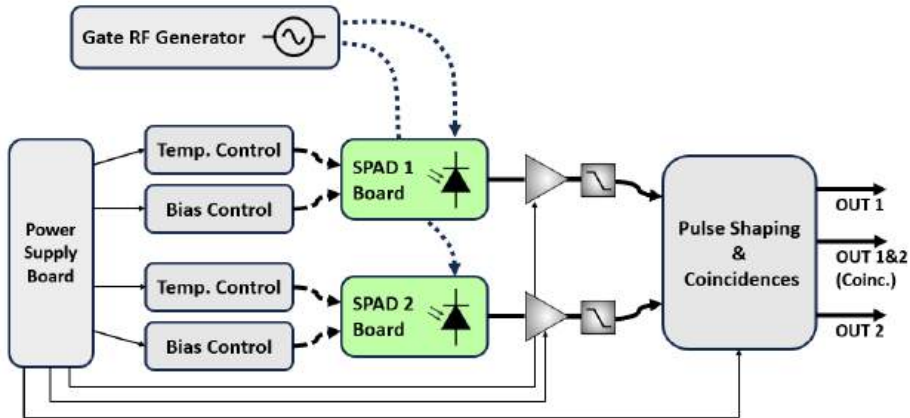 Gate RF Generator
Temp. Control
SPAD 1
Board
Bias Control
Power
Supply
Board
Temp. Control
SPAD 2
Board
Bias Control
Pulse Shaping
&
Coincidences
OUT 1
OUT 1&2
(Coinc.)
OUT 2